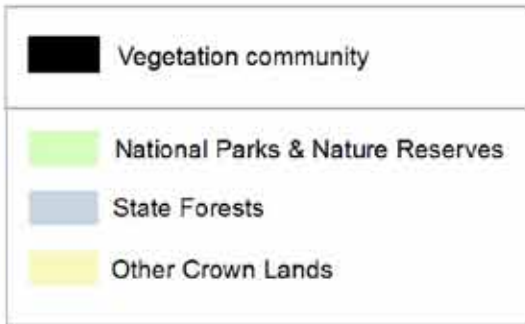 Vegetation community
National Parks & Nature Reserves
State Forests
Other Crown Lands